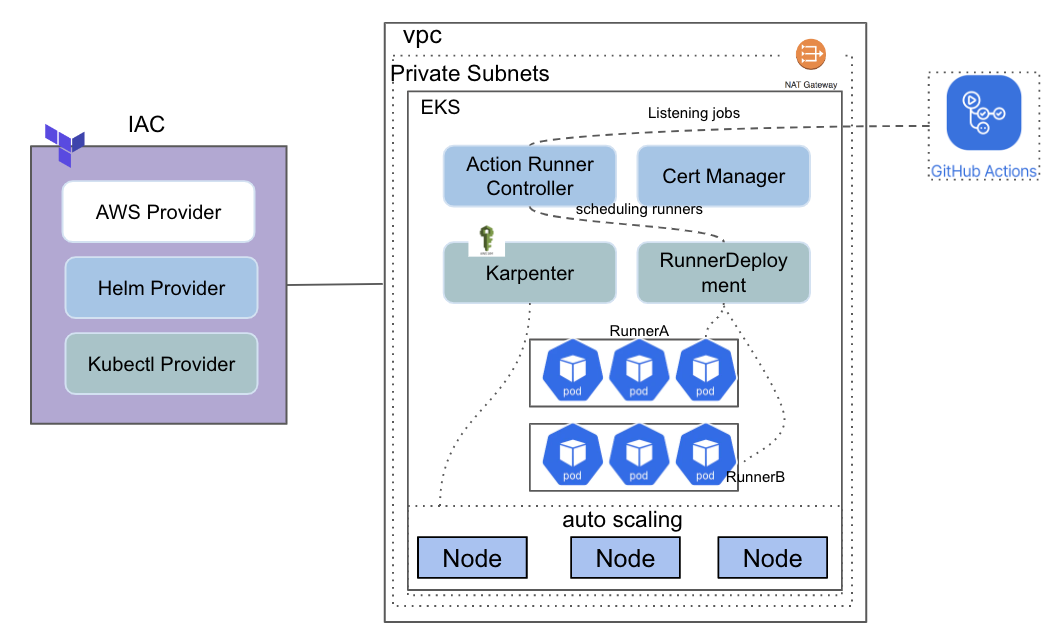 vpc
NAT Gateway
Private Subnets
EKS
Listening jobs
GitHub Actions
IAC
AWS Provider
Helm Provider
Kubectl Provider
Action Runner
Controller
Cert Manager
scheduling runners
Karpenter
RunnerDeploy
ment
RunnerA
pod
pod
pod
pod
pod
pod
RunnerB
auto scaling
Node
Node
Node